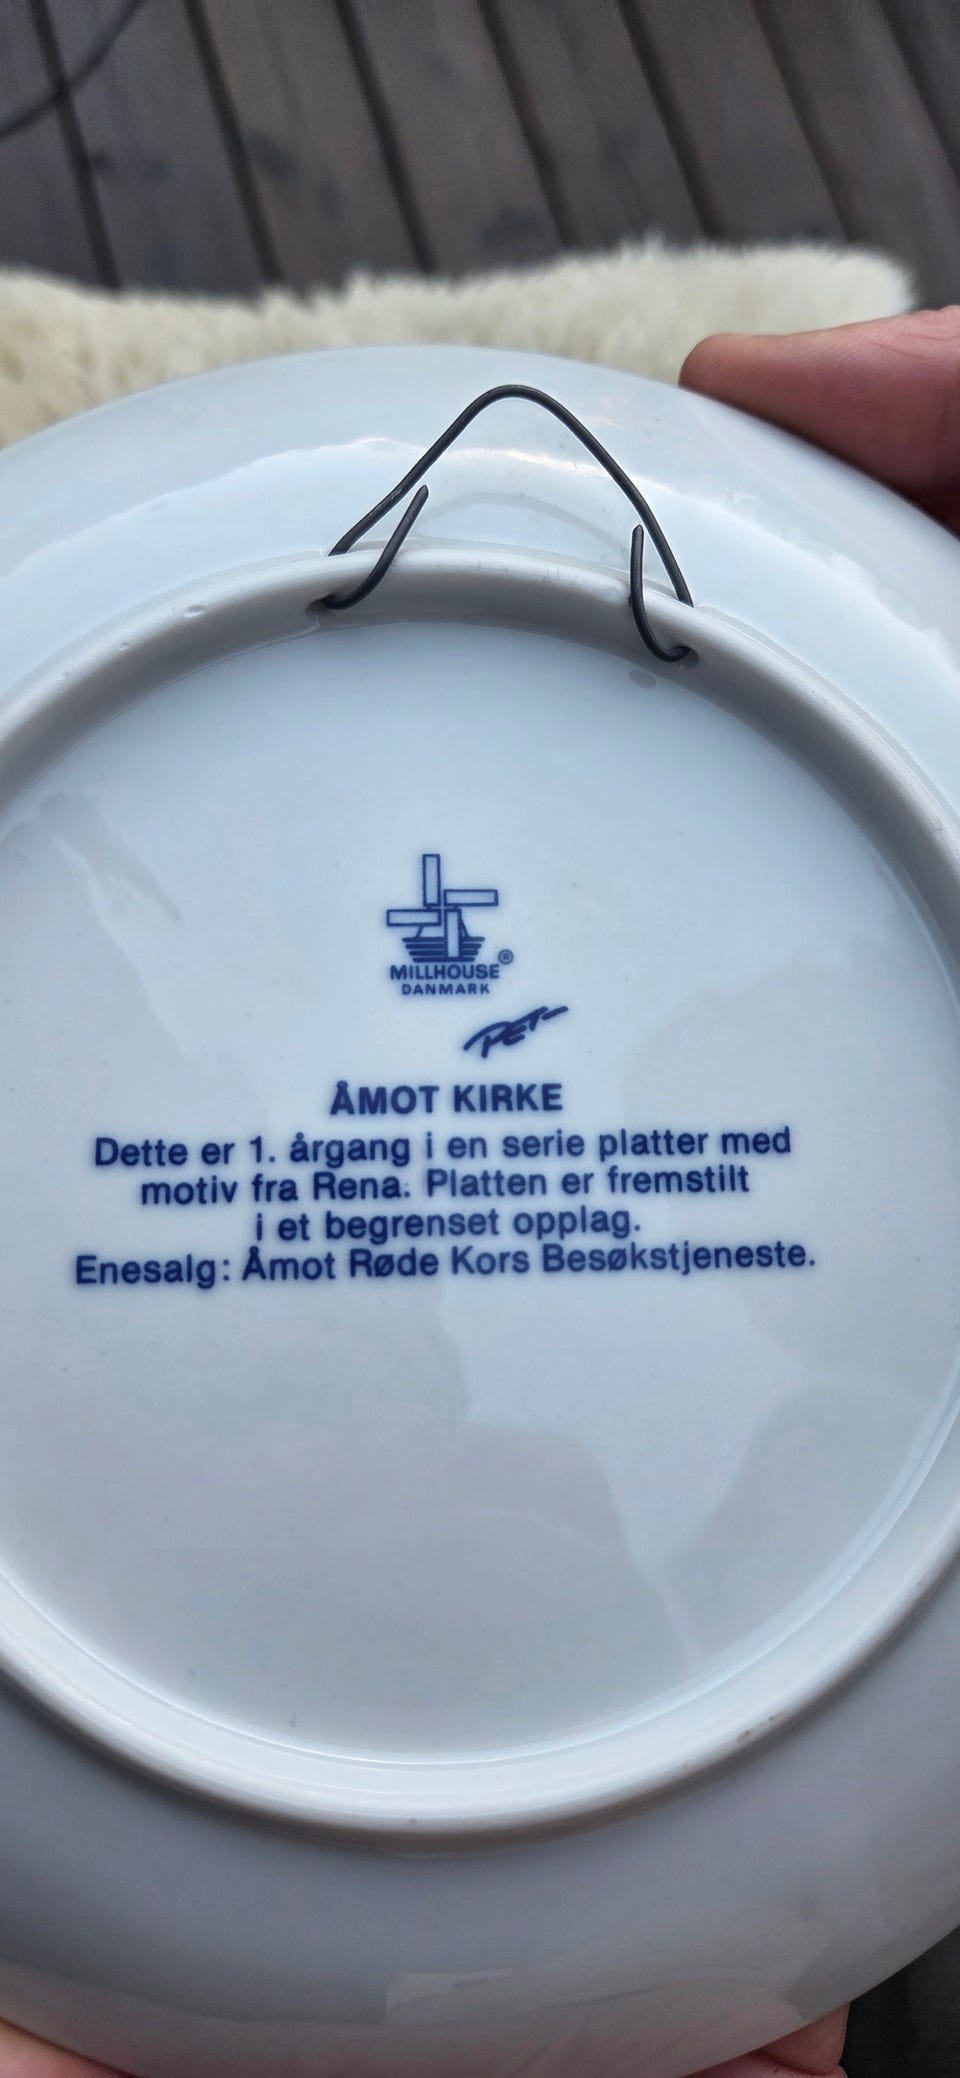 MILLHOUSE®
DANMARK
PET
ÅMOT KIRKE
Dette er 1. årgang i en serie platter med
motiv fra Rena. Platten er fremstilt
i et begrenset opplag.
Enesalg: Åmot Røde Kors Besøkstjeneste.